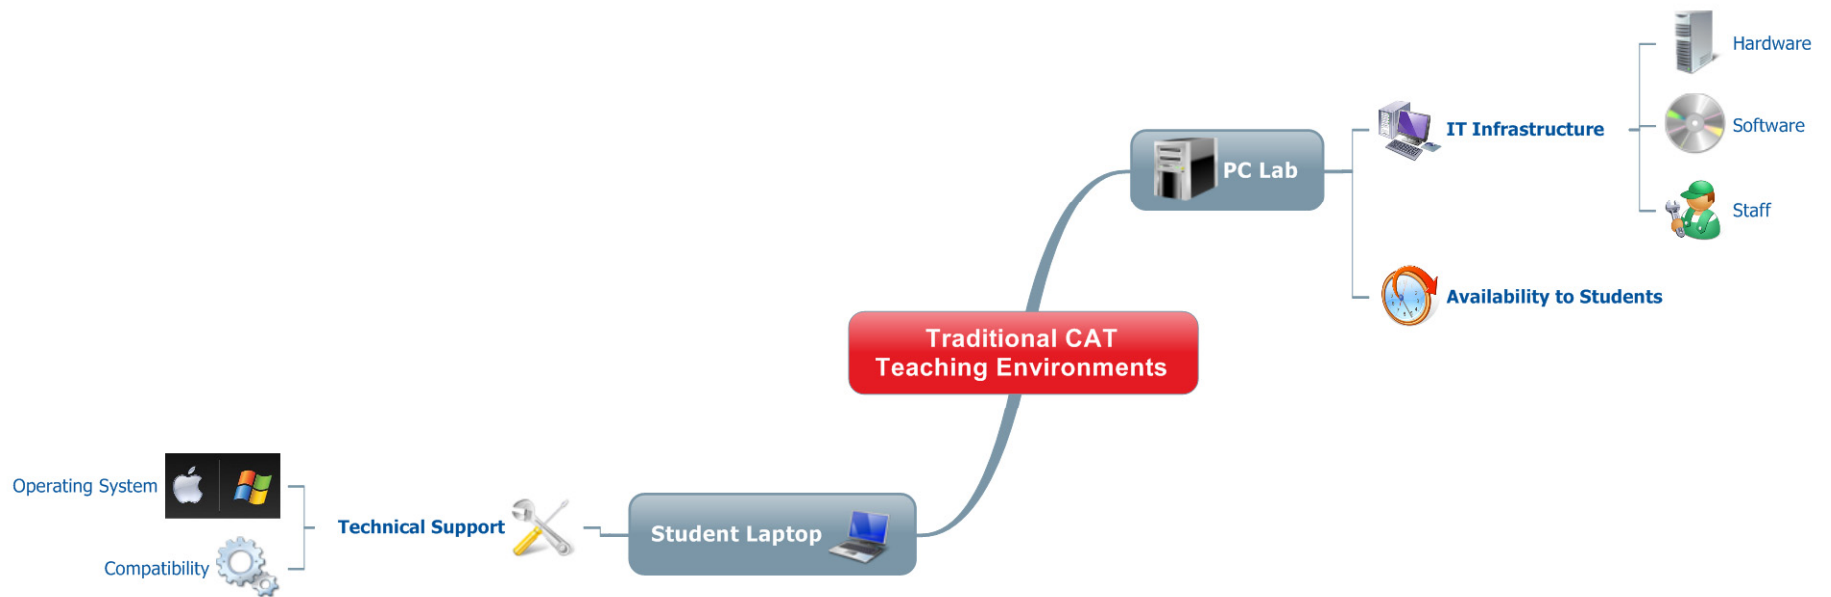 Hardware
Software
Staff
IT Infrastructure
PC Lab
Availability to Students
Traditional CAT
Teaching Environments
Student Laptop
Technical Support
Operating System
Compatibility